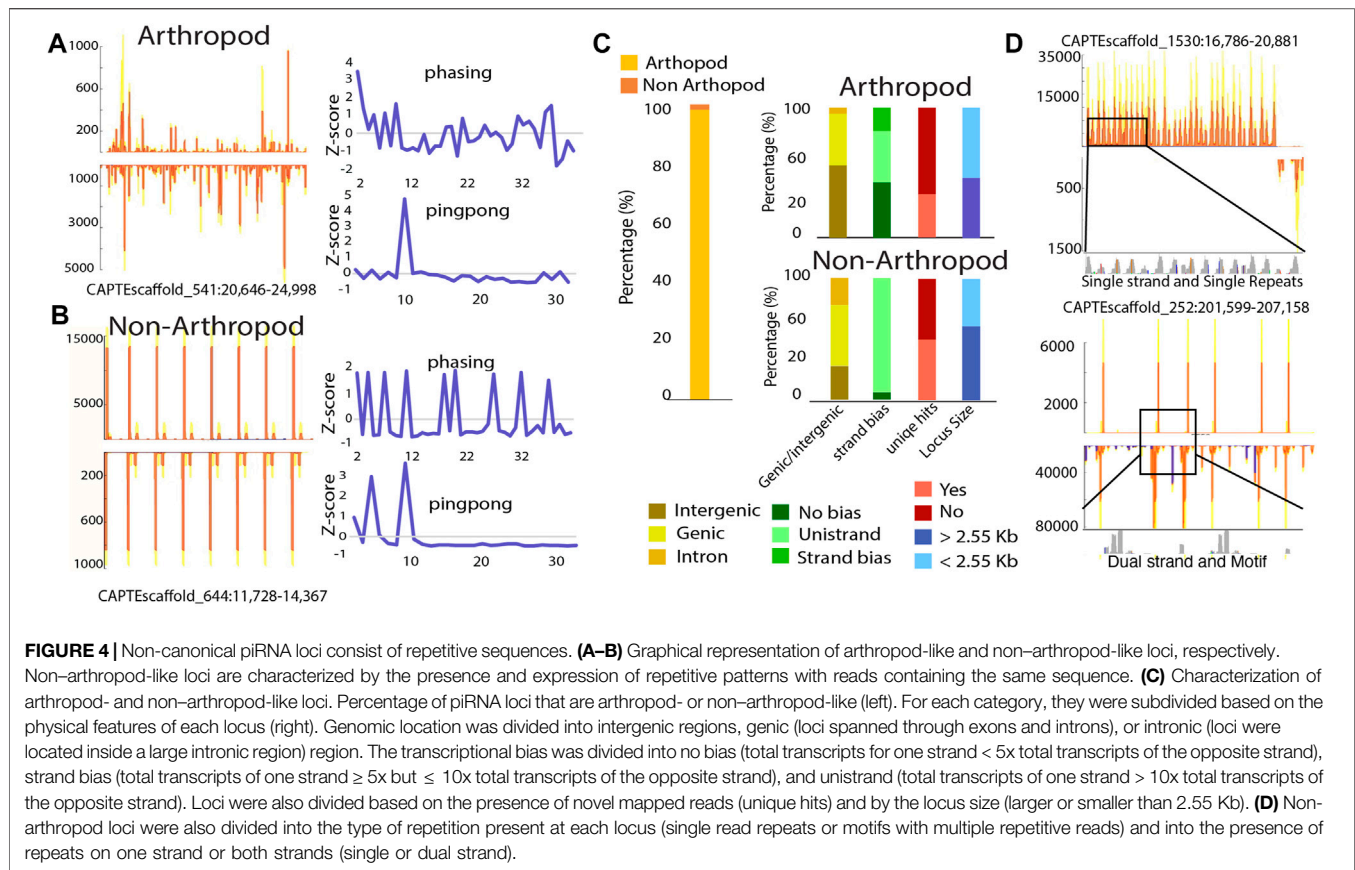 A
Arthropod
1000
600
200
1000
3000
5000
CAPTEscaffold_541:20,646-24,998
phasing
Z-score
4
3
2
1
0
-1
-2
2
12
22
32
pingpong
Z-score
5
4
3
2
1
0
-1
10
20
30
B
Non-Arthropod
15000
5000
200
600
1000
CAPTEscaffold_644:11,728-14,367
phasing
Z-score
2
1
0
-1
2
12
22
32
pingpong
Z-score
3
2
1
0
-1
10
20
30
C
Arthopod
Non Arthropod
Percentage (%)
100
80
60
40
20
0
Arthropod
Percentage (%)
100
60
20
0
Non-Arthropod
Percentage (%)
100
60
20
0
Genic/intergenic
strand bias
uniqe hits
Locus Size
Intergenic
Genic
Intron
No bias
Unistrand
Strand bias
Yes
No
> 2.55 Kb
< 2.55 Kb
D
CAPTEscaffold_1530:16,786-20,881
35000
15000
500
1500
Single strand and Single Repeats
CAPTEscaffold_252:201,599-207,158
6000
2000
40000
80000
Dual strand and Motif
FIGURE 4 | Non-canonical piRNA loci consist of repetitive sequences. (A–B) Graphical representation of arthropod-like and non–arthropod-like loci, respectively.
Non–arthropod-like loci are characterized by the presence and expression of repetitive patterns with reads containing the same sequence. (C) Characterization of
arthropod- and non–arthropod-like loci. Percentage of piRNA loci that are arthropod- or non–arthropod-like (left). For each category, they were subdivided based on the
physical features of each locus (right). Genomic location was divided into intergenic regions, genic (loci spanned through exons and introns), or intronic (loci were
located inside a large intronic region) region. The transcriptional bias was divided into no bias (total transcripts for one strand < 5x total transcripts of the opposite strand),
strand bias (total transcripts of one strand ≥ 5x but ≤ 10x total transcripts of the opposite strand), and unistrand (total transcripts of one strand > 10x total transcripts of
the opposite strand). Loci were also divided based on the presence of novel mapped reads (unique hits) and by the locus size (larger or smaller than 2.55 Kb). (D) Non-
arthropod loci were also divided into the type of repetition present at each locus (single read repeats or motifs with multiple repetitive reads) and into the presence of
repeats on one strand or both strands (single or dual strand).